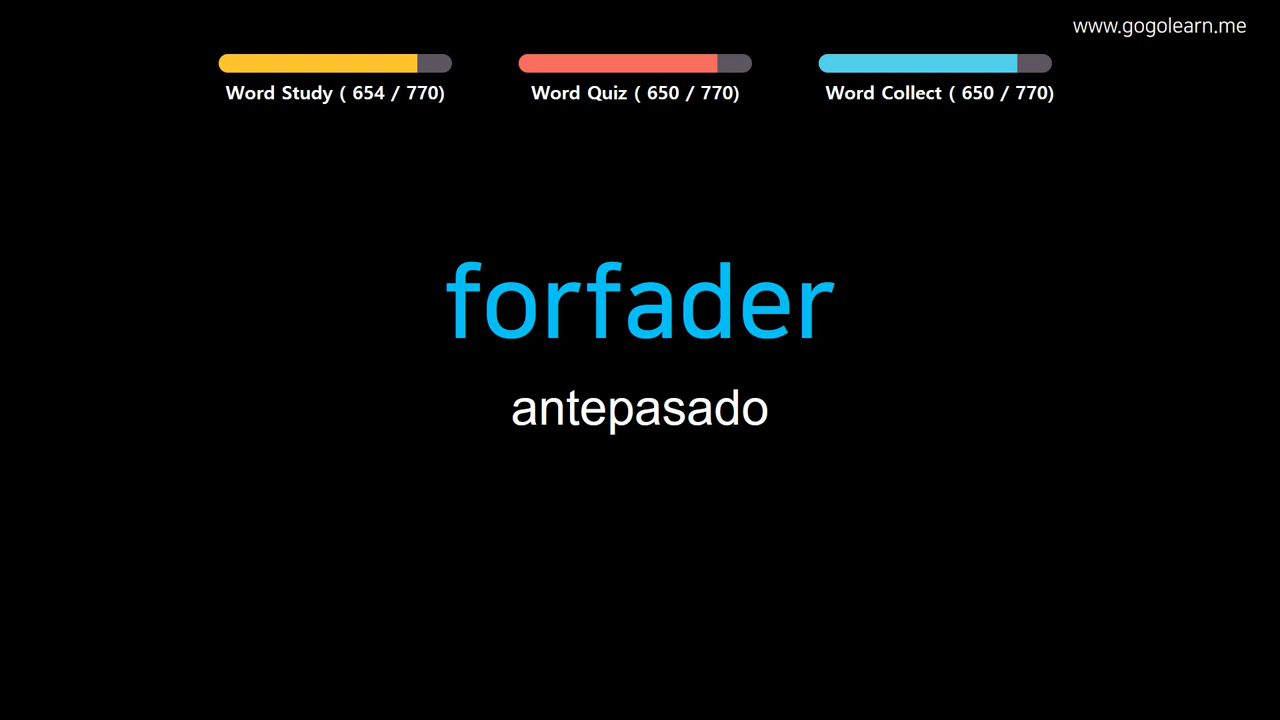 www.gogolearn.me
Word Study ( 654 / 770)
Word Quiz ( 650 / 770)
Word Collect ( 650 / 770)
forfader
antepasado